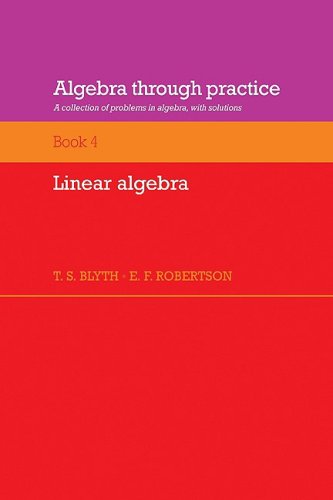 Algebra through practice
A collection of problems in algebra, with solutions
Book 4
Linear algebra
T. S. BLYTH · E. F. ROBERTSON